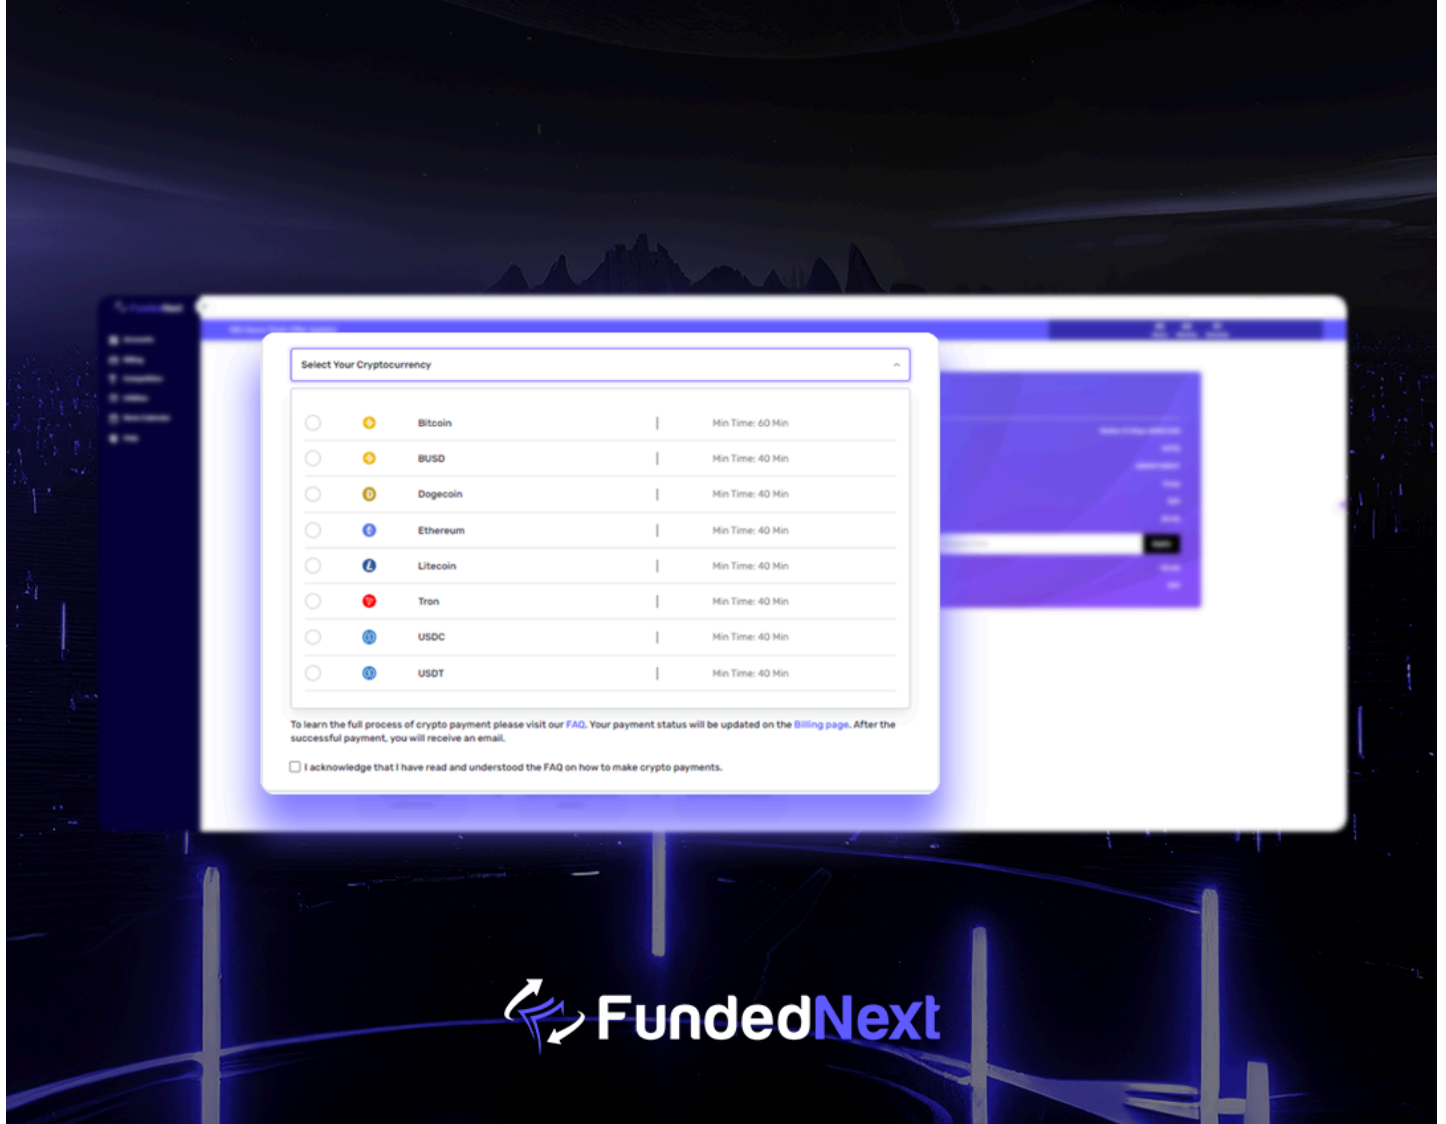 FundedNext
Select Your Cryptocurrency
Bitcoin | Min Time: 60 Min
BUSD | Min Time: 40 Min
Dogecoin | Min Time: 40 Min
Ethereum | Min Time: 40 Min
Litecoin | Min Time: 40 Min
Tron | Min Time: 40 Min
USDC | Min Time: 40 Min
USDT | Min Time: 40 Min
To learn the full process of crypto payment please visit our FAQ. Your payment status will be updated on the Billing page. After the
successful payment, you will receive an email.
I acknowledge that I have read and understood the FAQ on how to make crypto payments.
FundedNext